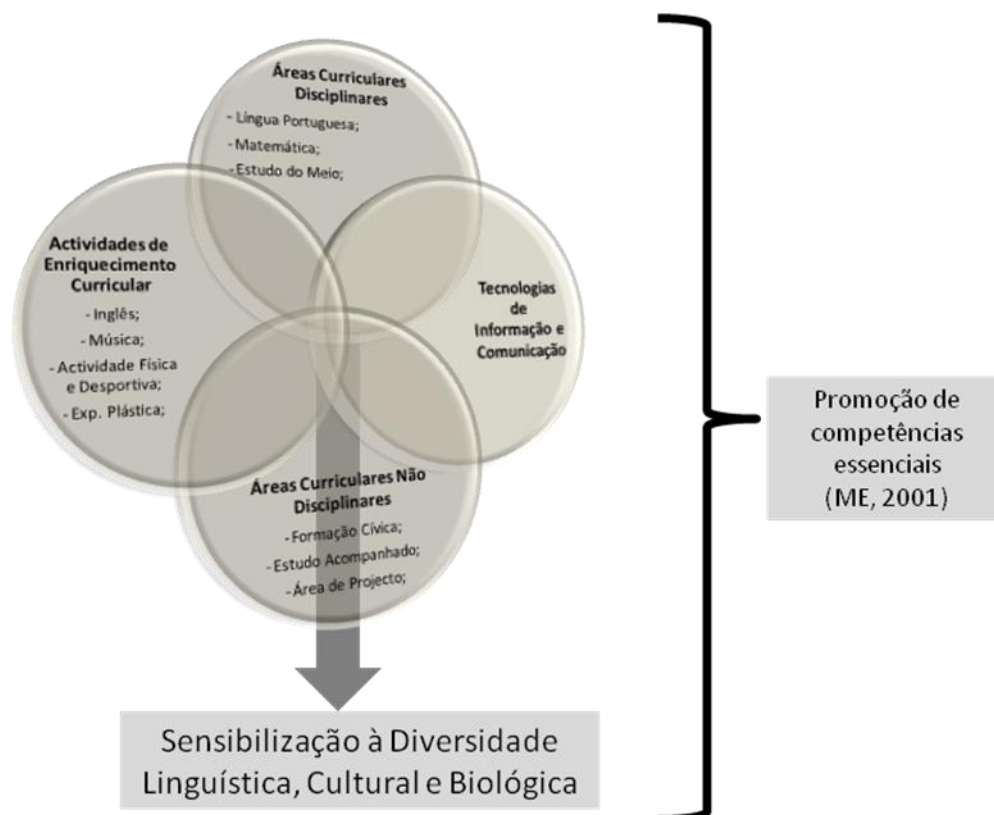 Áreas Curriculares
Disciplinares
- Língua Portuguesa;
- Matemática;
- Estudo do Meio;
Actividades de
Enriquecimento
Curricular
- Inglês;
- Música;
- Actividade Física
e Desportiva;
- Exp. Plástica;
Tecnologias
de
Informação e
Comunicação
Áreas Curriculares Não
Disciplinares
- Formação Cívica;
- Estudo Acompanhado;
- Área de Projecto;
Promoção de
competências
essenciais
(ME, 2001)
Sensibilização à Diversidade
Linguística, Cultural e Biológica